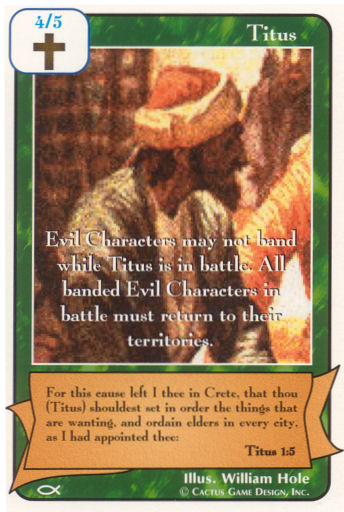 4/5
Titus
Evil Characters may not band
while Titus is in battle. All
banded Evil Characters in
battle must return to their
territories.
For this cause left I thee in Crete, that thou
(Titus) shouldest set in order the things that
are wanting, and ordain elders in every city,
as I had appointed thee:
Titus 1:5
Illus. William Hole
© Cactus Game Design, Inc.